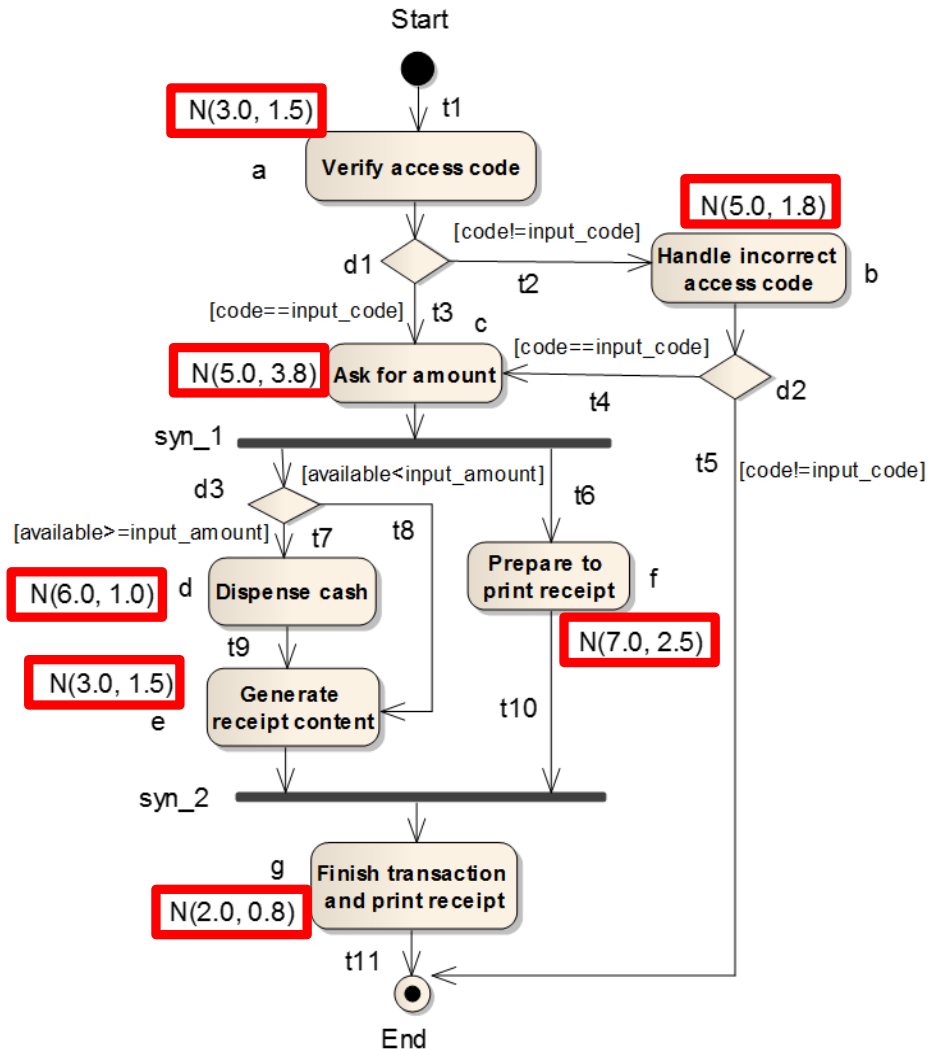 Start
N(3.0, 1.5)
t1
a
Verify access code
N(5.0, 1.8)
[code!=input_code]
d1
t2
Handle incorrect
access code
b
[code==input_code]
t3
c
[code==input_code]
N(5.0, 3.8)
Ask for amount
t4
d2
syn_1
t5
[code!=input_code]
d3
[available<input_amount]
t6
[available>=input_amount]
t7
t8
Prepare to
print receipt
f
N(6.0, 1.0)
d
Dispense cash
t9
N(7.0, 2.5)
N(3.0, 1.5)
Generate
receipt content
e
t10
syn_2
g
Finish transaction
and print receipt
N(2.0, 0.8)
t11
End